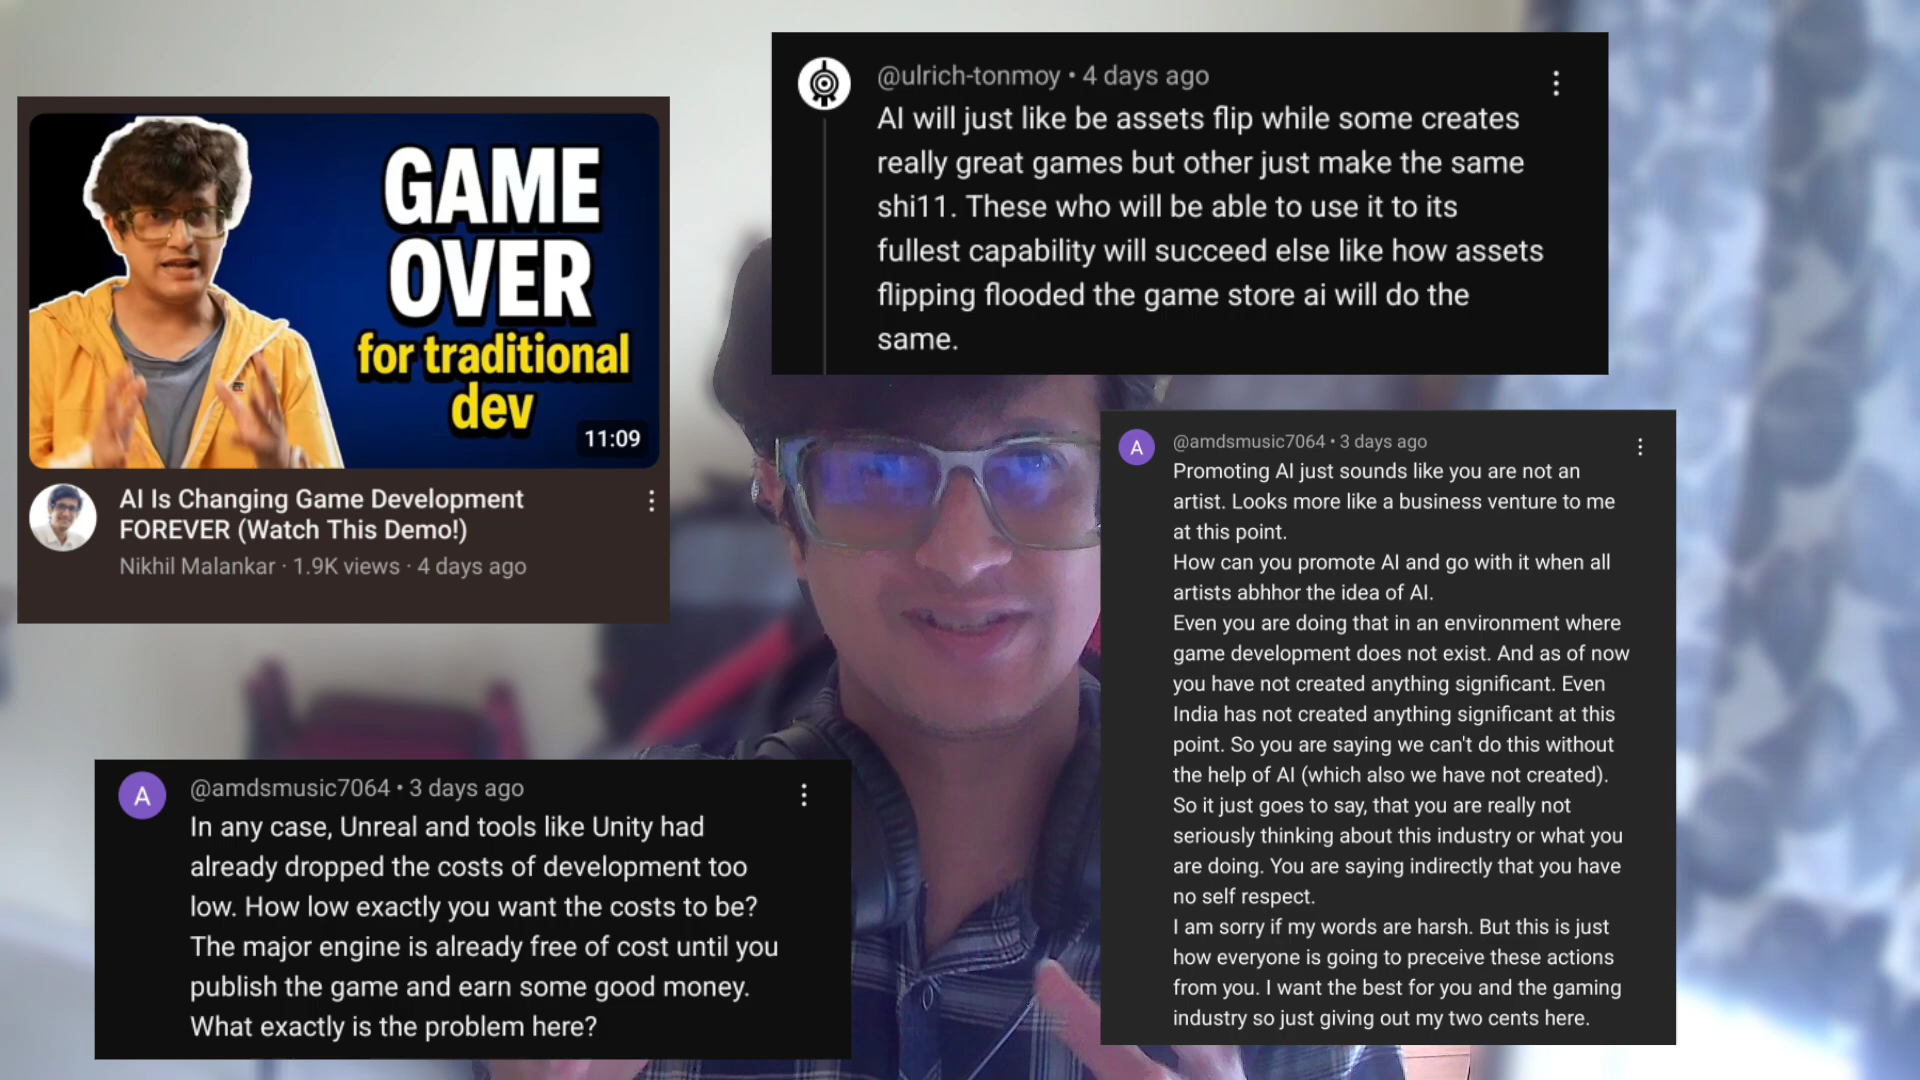 GAME
OVER
for traditional
dev
11:09
AI Is Changing Game Development
FOREVER (Watch This Demo!)
Nikhil Malankar · 1.9K views · 4 days ago
@ulrich-tonmoy • 4 days ago
AI will just like be assets flip while some creates
really great games but other just make the same
shi11. These who will be able to use it to its
fullest capability will succeed else like how assets
flipping flooded the game store ai will do the
same.
A
@amdsmusic7064 • 3 days ago
Promoting AI just sounds like you are not an
artist. Looks more like a business venture to me
at this point.
How can you promote AI and go with it when all
artists abhhor the idea of AI.
Even you are doing that in an environment where
game development does not exist. And as of now
you have not created anything significant. Even
India has not created anything significant at this
point. So you are saying we can't do this without
the help of AI (which also we have not created).
So it just goes to say, that you are really not
seriously thinking about this industry or what you
are doing. You are saying indirectly that you have
no self respect.
I am sorry if my words are harsh. But this is just
how everyone is going to preceive these actions
from you. I want the best for you and the gaming
industry so just giving out my two cents here.
A
@amdsmusic7064 • 3 days ago
In any case, Unreal and tools like Unity had
already dropped the costs of development too
low. How low exactly you want the costs to be?
The major engine is already free of cost until you
publish the game and earn some good money.
What exactly is the problem here?